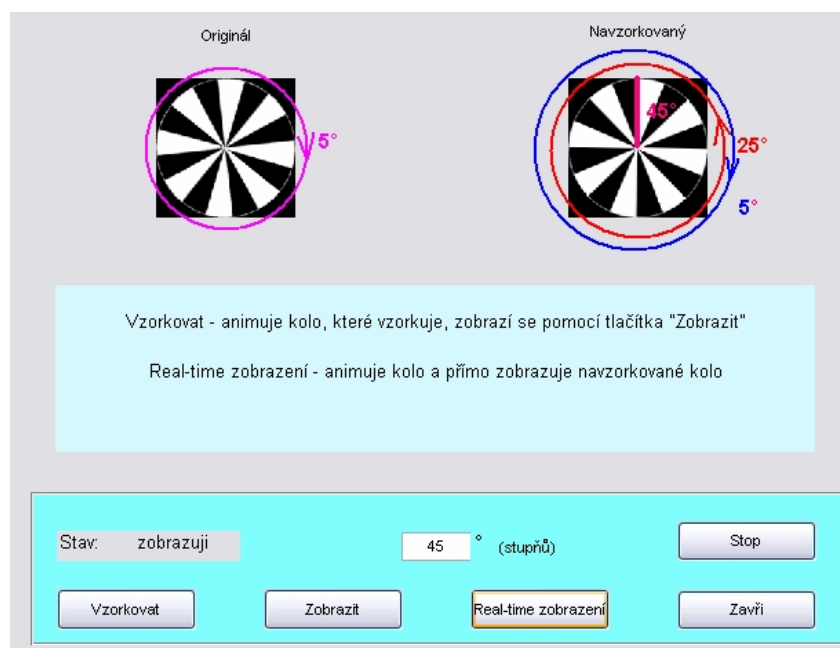 Originál
Navzorkovaný
5°
45°
25°
5°
Vzorkovat - animuje kolo, které vzorkuje, zobrazí se pomocí tlačítka "Zobrazit"
Real-time zobrazení - animuje kolo a přímo zobrazuje navzorkované kolo
Stav: zobrazuji
45 ° (stupňů)
Stop
Vzorkovat
Zobrazit
Real-time zobrazení
Zavři